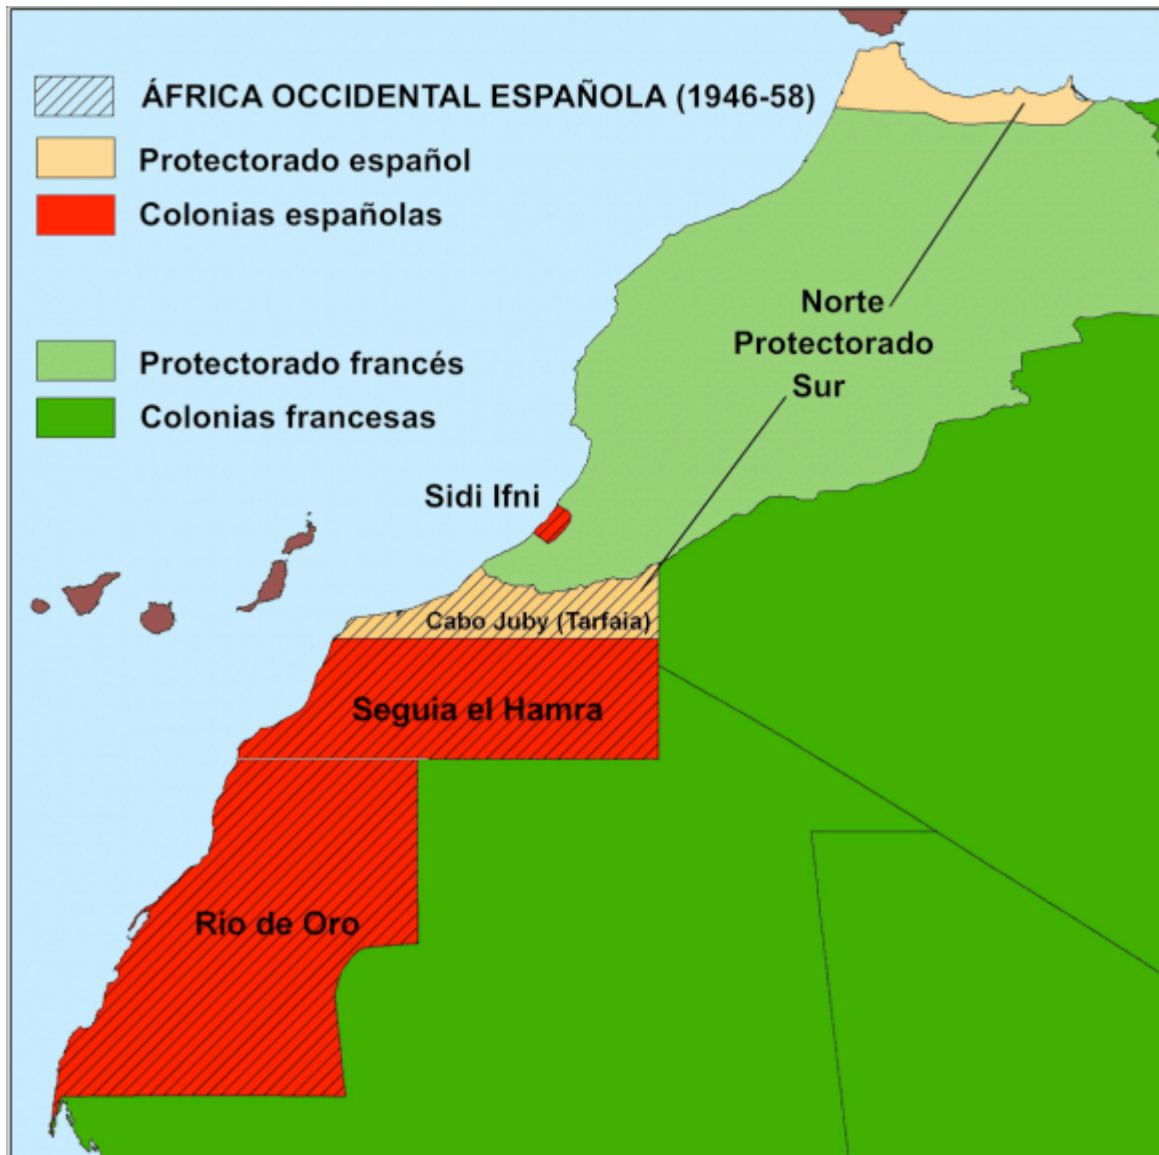 ÁFRICA OCCIDENTAL ESPAÑOLA (1946-58)
Protectorado español
Colonias españolas
Protectorado francés
Colonias francesas
Norte
Protectorado
Sur
Sidi Ifni
Cabo Juby (Tarfaia)
Seguia el Hamra
Rio de Oro